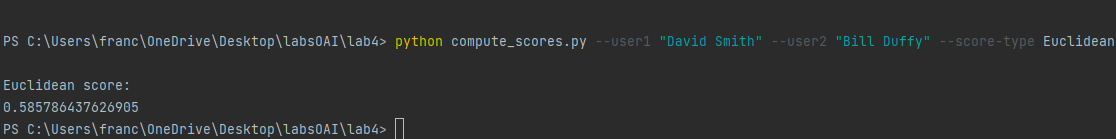 PS C:\Users\franc\OneDrive\Desktop\labsOAI\lab4> python compute_scores.py --user1 "David Smith" --user2 "Bill Duffy" --score-type Euclidean
Euclidean score:
0.585786437626905
PS C:\Users\franc\OneDrive\Desktop\labsOAI\lab4>